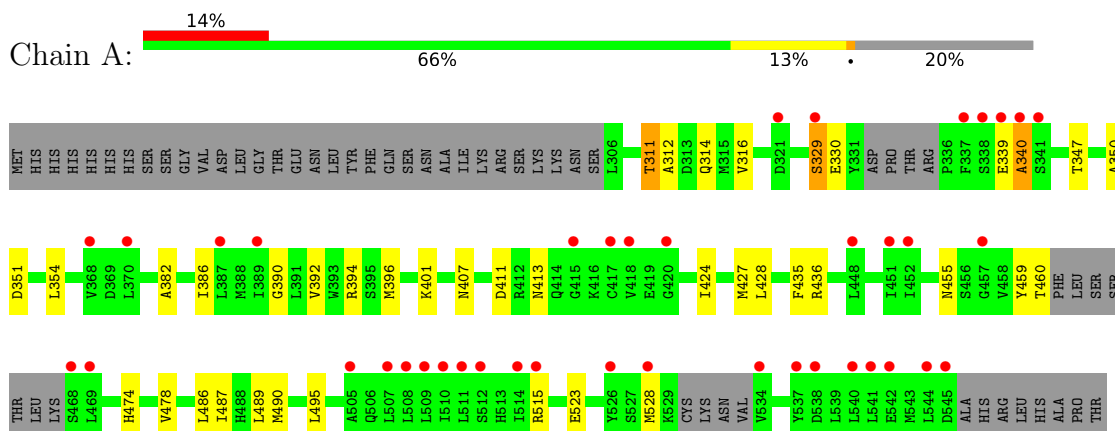 14%
Chain A:
66% 13% • 20%
MET HIS HIS HIS HIS HIS HIS SER SER GLY VAL ASP LEU GLY THR GLU ASN LEU TYR PHE GLN SER ASN ALA ILE LYS ARG SER LYS LYS ASN SER L306 T311 A312 D313 Q314 M315 V316 D321 S329 E330 Y331 ASP PRO THR ARG P336 F337 S338 E339 A340 S341 T347 A350
D351 L354 V368 D369 L370 A382 I386 L387 M388 I389 G390 L391 V392 W393 R394 S395 M396 K401 N407 D411 R412 N413 Q414 G415 K416 C417 V418 E419 G420 I424 M427 L428 F435 R436 L448 I451 I452 N455 S456 G457 V458 Y459 T460 PHE LEU SER SER
THR LEU LYS S468 L469 H474 V478 L486 I487 H488 L489 M490 L495 A505 Q506 L507 L508 L509 I510 L511 S512 H513 I514 R515 E523 Y526 S527 M528 K529 CYS LYS ASN VAL V534 Y537 D538 L539 L540 L541 E542 M543 L544 D545 ALA HIS ARG LEU HIS ALA PRO THR